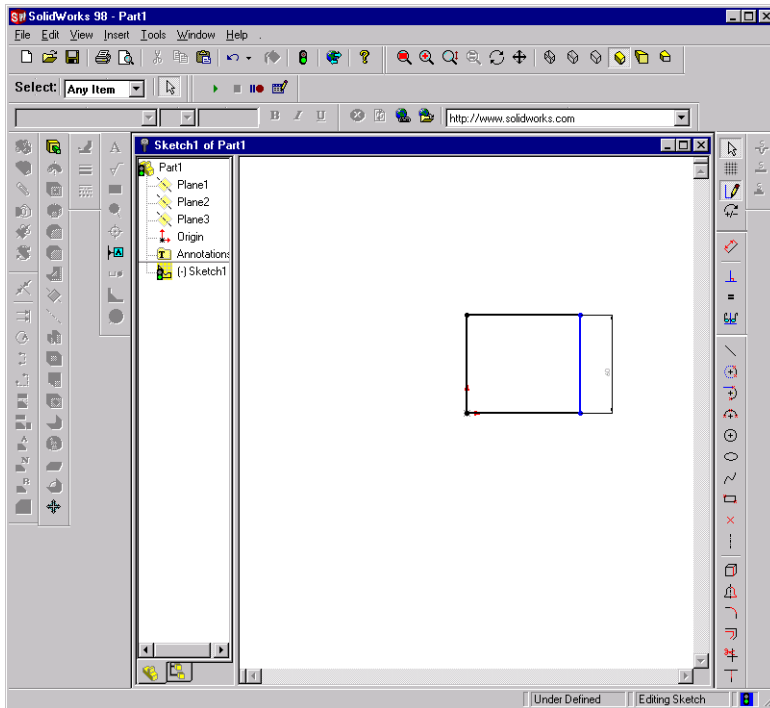 SolidWorks 98 - Part1
File Edit View Insert Tools Window Help
Select: Any Item
B I U http://www.solidworks.com
Sketch1 of Part1
Part1
Plane1
Plane2
Plane3
Origin
Annotations
(-) Sketch1
60
Under Defined Editing Sketch